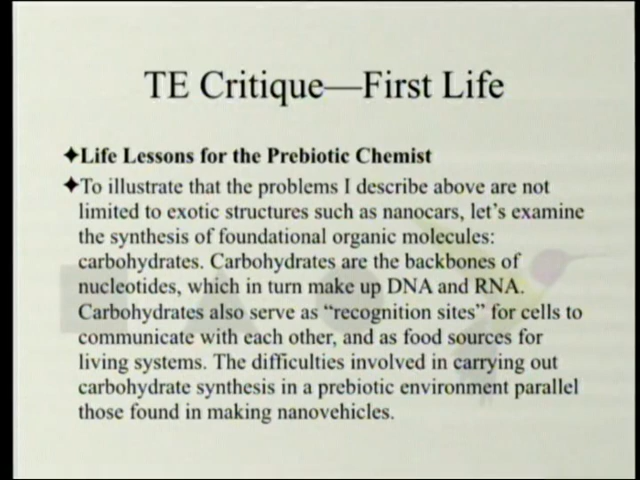 TE Critique—First Life
✦Life Lessons for the Prebiotic Chemist
✦To illustrate that the problems I describe above are not
limited to exotic structures such as nanocars, let’s examine
the synthesis of foundational organic molecules:
carbohydrates. Carbohydrates are the backbones of
nucleotides, which in turn make up DNA and RNA.
Carbohydrates also serve as “recognition sites” for cells to
communicate with each other, and as food sources for
living systems. The difficulties involved in carrying out
carbohydrate synthesis in a prebiotic environment parallel
those found in making nanovehicles.